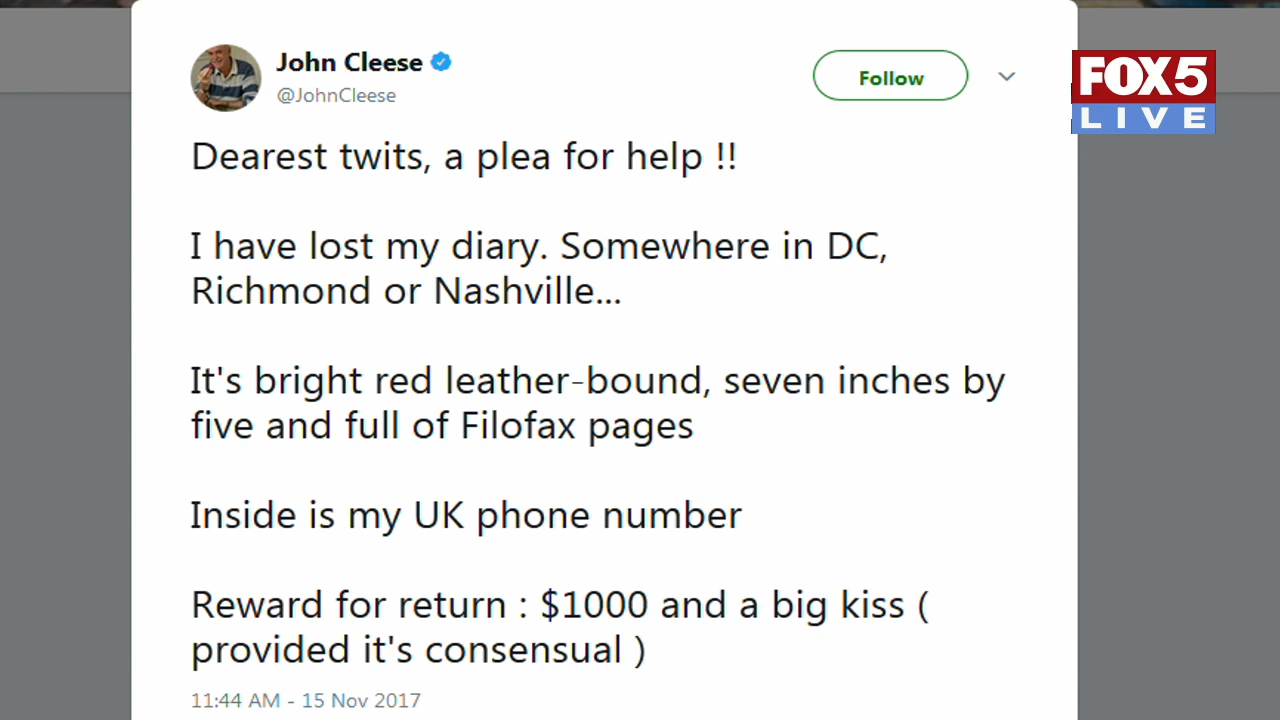 John Cleese
@JohnCleese
Follow
FOX5
LIVE
Dearest twits, a plea for help !!
I have lost my diary. Somewhere in DC,
Richmond or Nashville...
It's bright red leather-bound, seven inches by
five and full of Filofax pages
Inside is my UK phone number
Reward for return : $1000 and a big kiss (
provided it's consensual )
11:44 AM - 15 Nov 2017